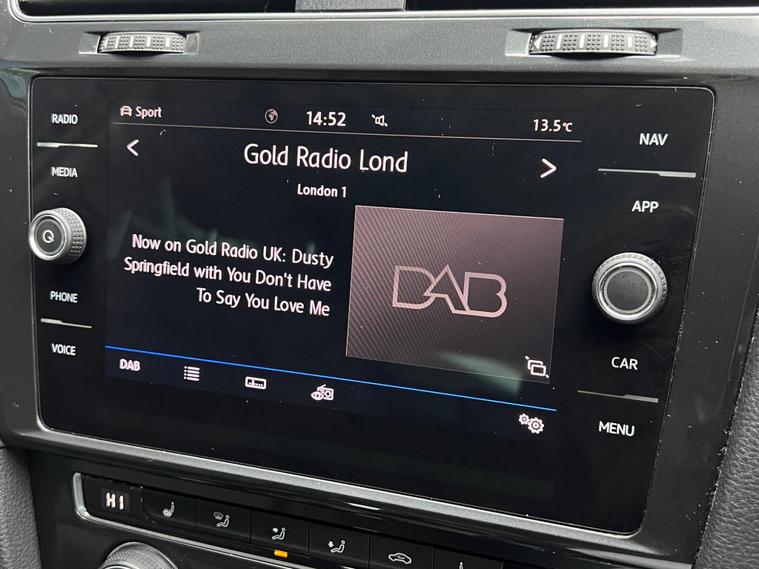 RADIO
MEDIA
PHONE
VOICE
Sport
14:52
13.5°C
Gold Radio Lond
London 1
Now on Gold Radio UK: Dusty
Springfield with You Don't Have
To Say You Love Me
DAB
DAB
NAV
APP
CAR
MENU
HI